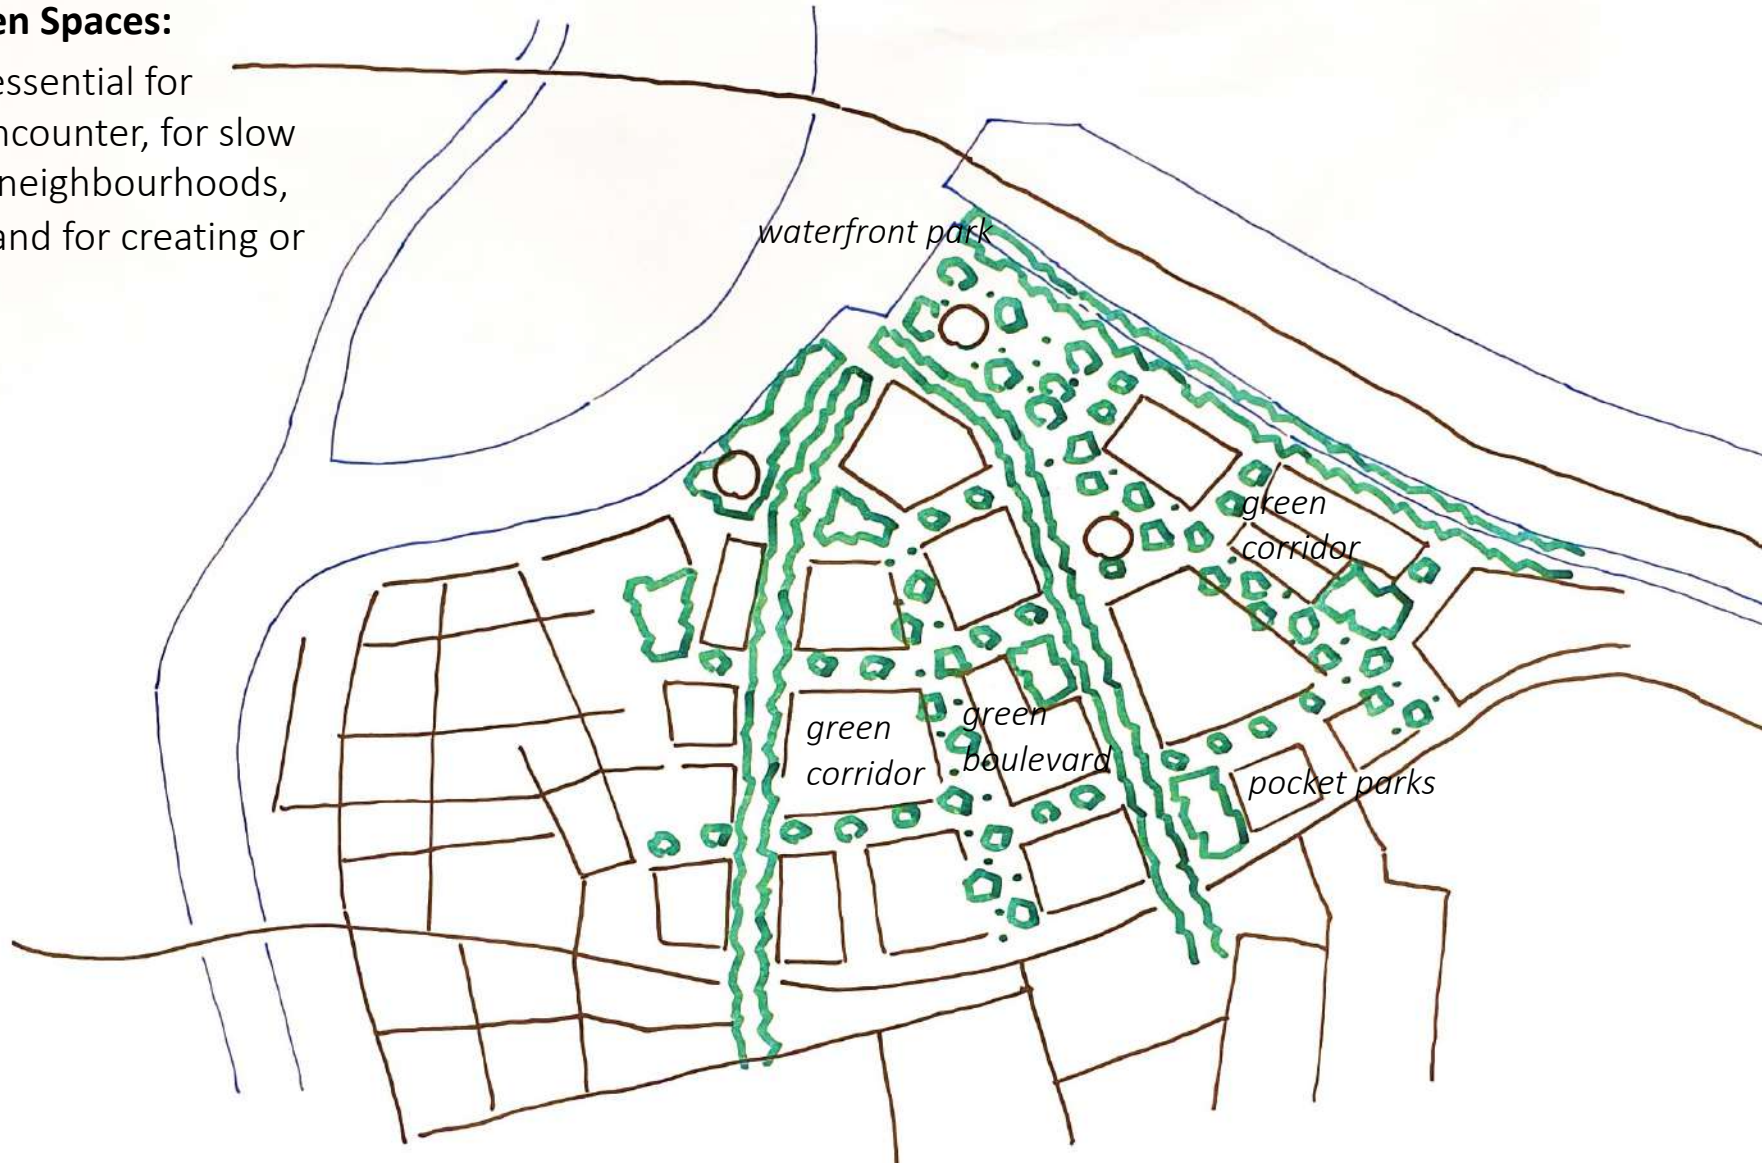 en Spaces:
essential for
ncounter, for slow
neighbourhoods,
and for creating or
waterfront park
green
corridor
green
corridor
green
boulevard
pocket parks